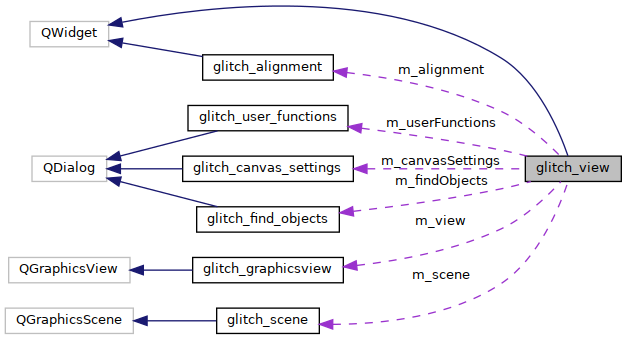 QWidget
glitch_alignment
m_alignment
glitch_user_functions
m_userFunctions
QDialog
glitch_canvas_settings
m_canvasSettings
glitch_view
m_findObjects
glitch_find_objects
m_view
QGraphicsView
glitch_graphicsview
m_scene
QGraphicsScene
glitch_scene